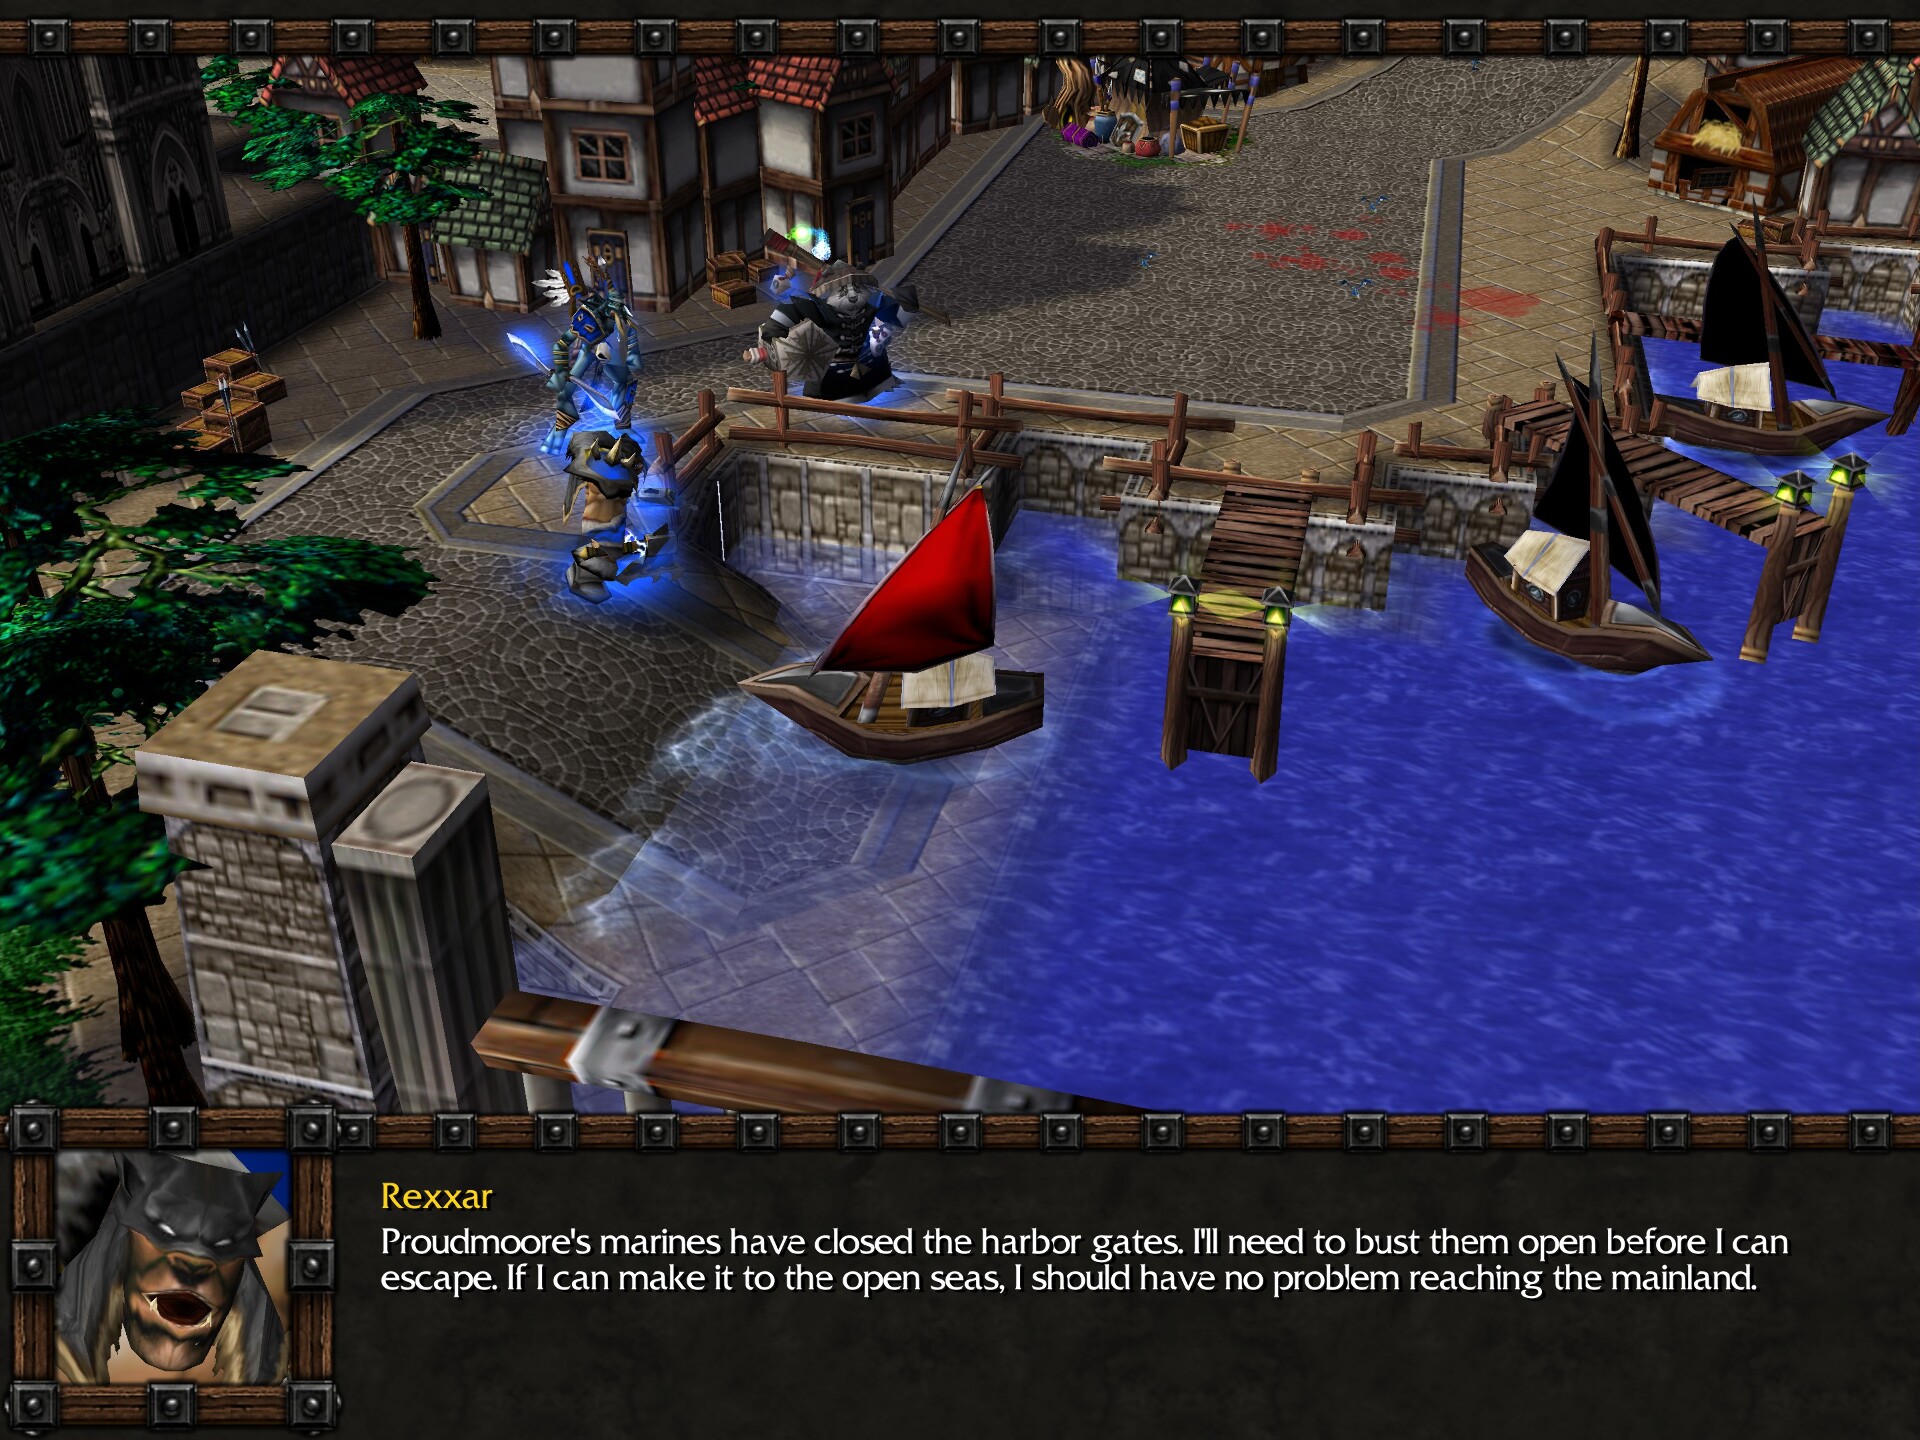 Rexxar
Proudmoore's marines have closed the harbor gates. I'll need to bust them open before I can
escape. If I can make it to the open seas, I should have no problem reaching the mainland.